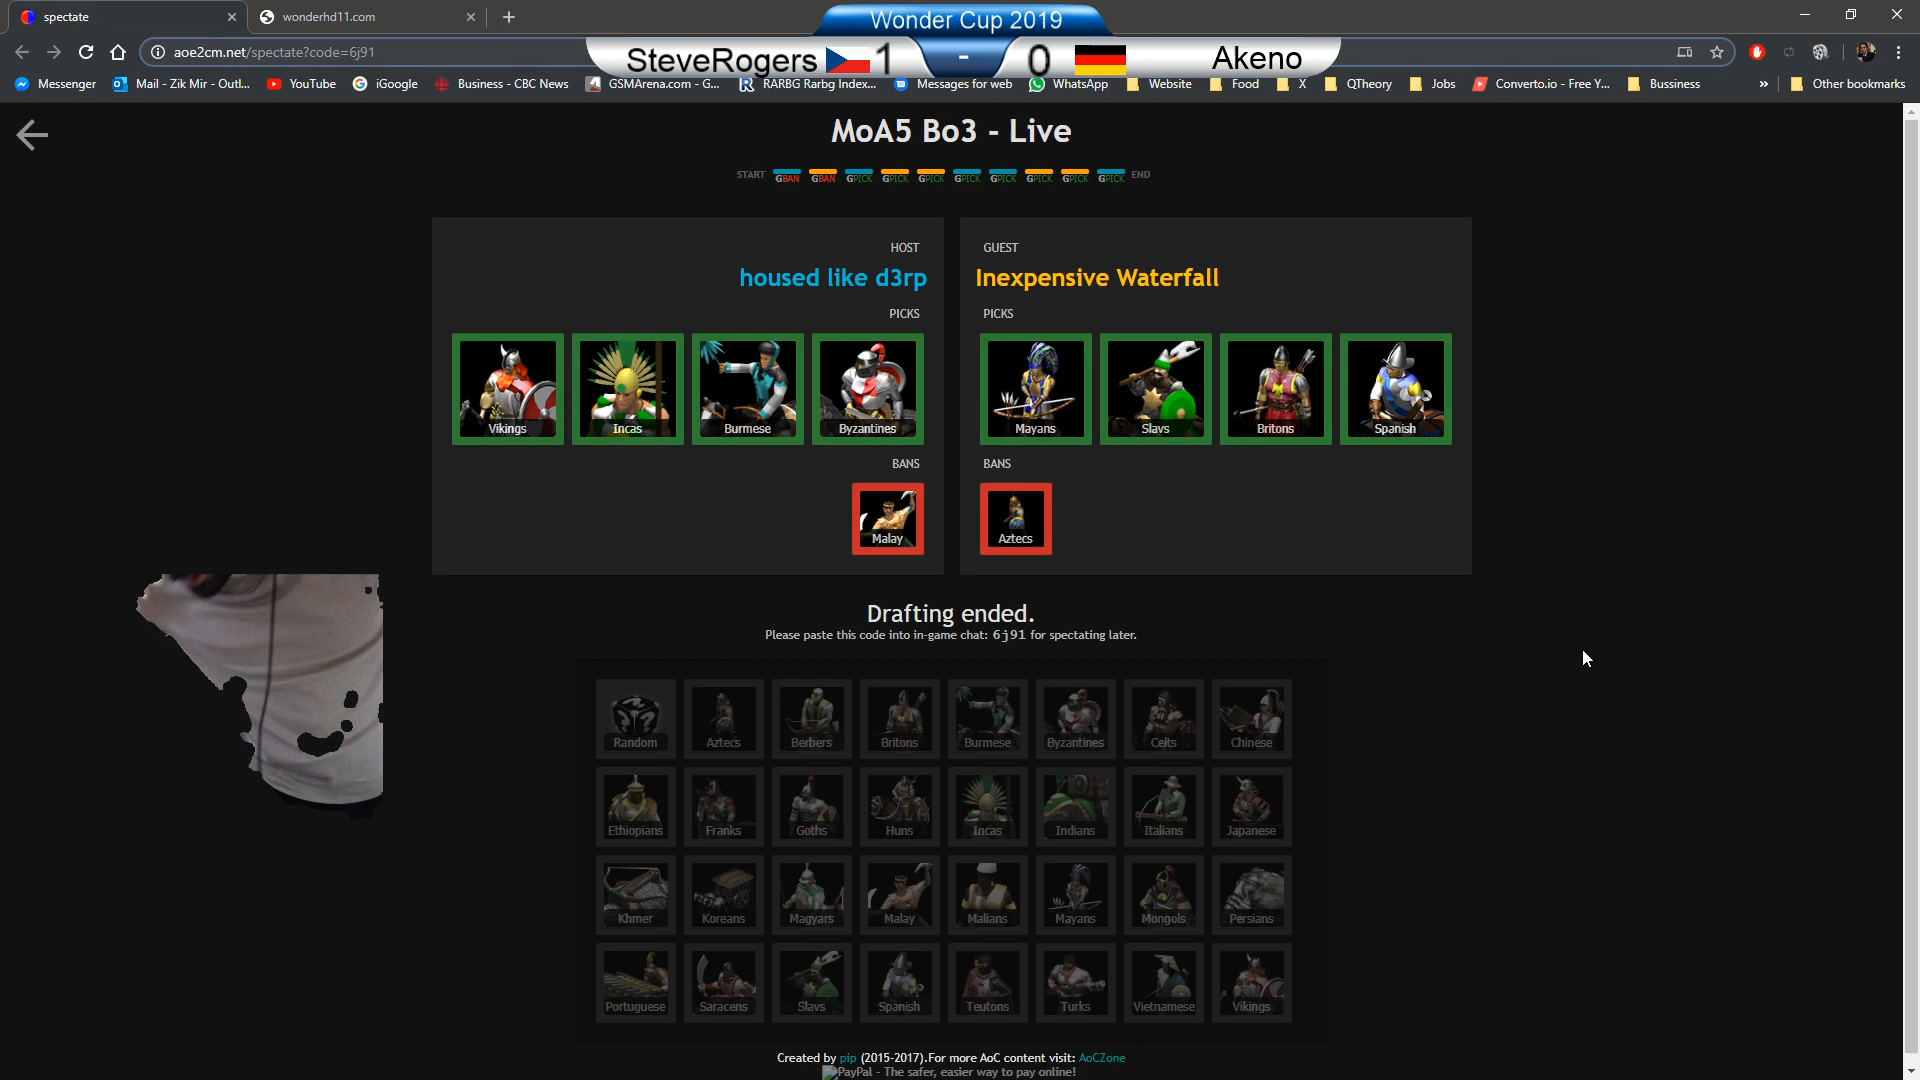 spectate
wonderhd11.com
Wonder Cup 2019
aoe2cm.net/spectate?code=6j91
SteveRogers 1 - 0 Akeno
Messenger
Mail - Zik Mir - Outl...
YouTube
iGoogle
Business - CBC News
GSMArena.com - G...
RARBG Rarbg Index...
Messages for web
WhatsApp
Website
Food
X
QTheory
Jobs
Converto.io - Free Y...
Bussiness
»
Other bookmarks
MoA5 Bo3 - Live
START GBAN GBAN GPICK GPICK GPICK GPICK GPICK GPICK GPICK GPICK END
HOST
housed like d3rp
PICKS
Vikings Incas Burmese Byzantines
BANS
Malay
GUEST
Inexpensive Waterfall
PICKS
Mayans Slavs Britons Spanish
BANS
Aztecs
Drafting ended.
Please paste this code into in-game chat: 6j91 for spectating later.
Random Aztecs Berbers Britons Burmese Byzantines Celts Chinese
Ethiopians Franks Goths Huns Incas Indians Italians Japanese
Khmer Koreans Magyars Malay Malians Mayans Mongols Persians
Portuguese Saracens Slavs Spanish Teutons Turks Vietnamese Vikings
Created by pip (2015-2017).For more AoC content visit: AoCZone
PayPal - The safer, easier way to pay online!